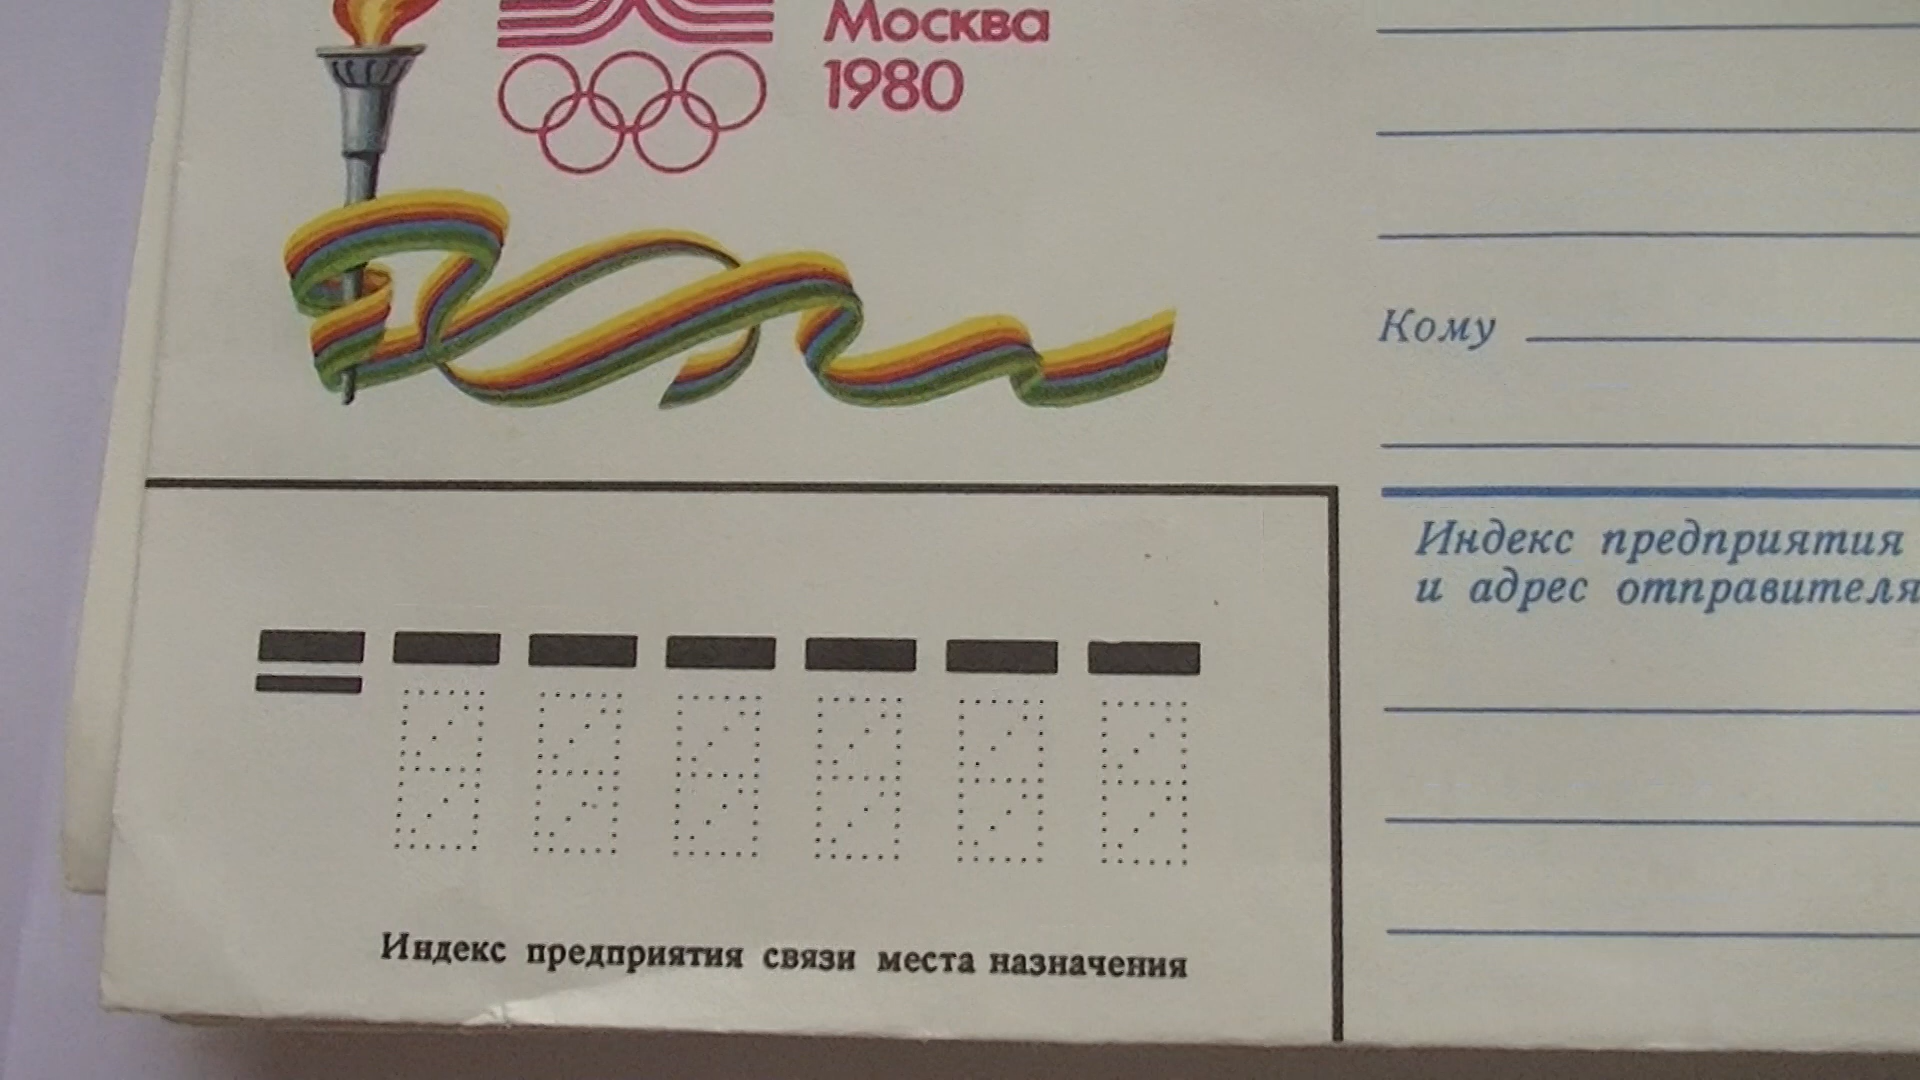 Москва
1980
Кому
Индекс предприятия
и адрес отправителя
Индекс предприятия связи места назначения